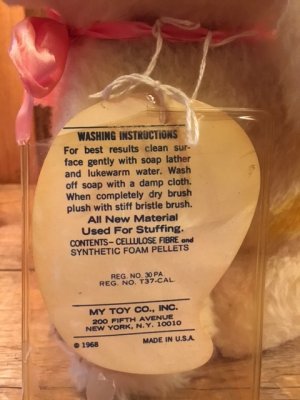 WASHING INSTRUCTIONS
For best results clean sur-
face gently with soap lather
and lukewarm water. Wash
off soap with a damp cloth.
When completely dry brush
plush with stiff bristle brush.
All New Material
Used For Stuffing.
CONTENTS- CELLULOSE FIBRE and
SYNTHETIC FOAM PELLETS
REG. NO. 30 PA
REG. NO. T37-CAL
MY TOY CO., INC.
200 FIFTH AVENUE
NEW YORK, N.Y. 10010
© 1968 MADE IN U.S.A.